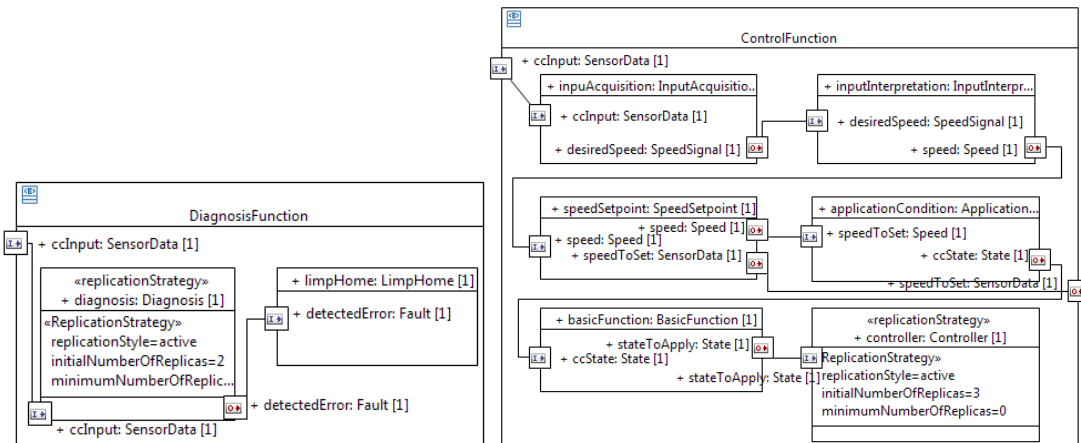 ControlFunction
+ ccInput: SensorData [1]
+ inpuAcquisition: InputAcquisitio...
+ ccInput: SensorData [1]
+ desiredSpeed: SpeedSignal [1]
+ inputInterpretation: InputInterpr...
+ desiredSpeed: SpeedSignal [1]
+ speed: Speed [1]
+ speedSetpoint: SpeedSetpoint [1]
+ speed: Speed [1]
+ speed: Speed [1]
+ speedToSet: SensorData [1]
+ applicationCondition: Application...
+ speedToSet: Speed [1]
+ ccState: State [1]
+ speedToSet: SensorData [1]
+ basicFunction: BasicFunction [1]
+ stateToApply: State [1]
+ ccState: State [1]
+ stateToApply: State [1]
«replicationStrategy»
+ controller: Controller [1]
ReplicationStrategy»
replicationStyle=active
initialNumberOfReplicas=3
minimumNumberOfReplicas=0
DiagnosisFunction
+ ccInput: SensorData [1]
«replicationStrategy»
+ diagnosis: Diagnosis [1]
«ReplicationStrategy»
replicationStyle=active
initialNumberOfReplicas=2
minimumNumberOfReplic...
+ ccInput: SensorData [1]
+ limpHome: LimpHome [1]
+ detectedError: Fault [1]
+ detectedError: Fault [1]